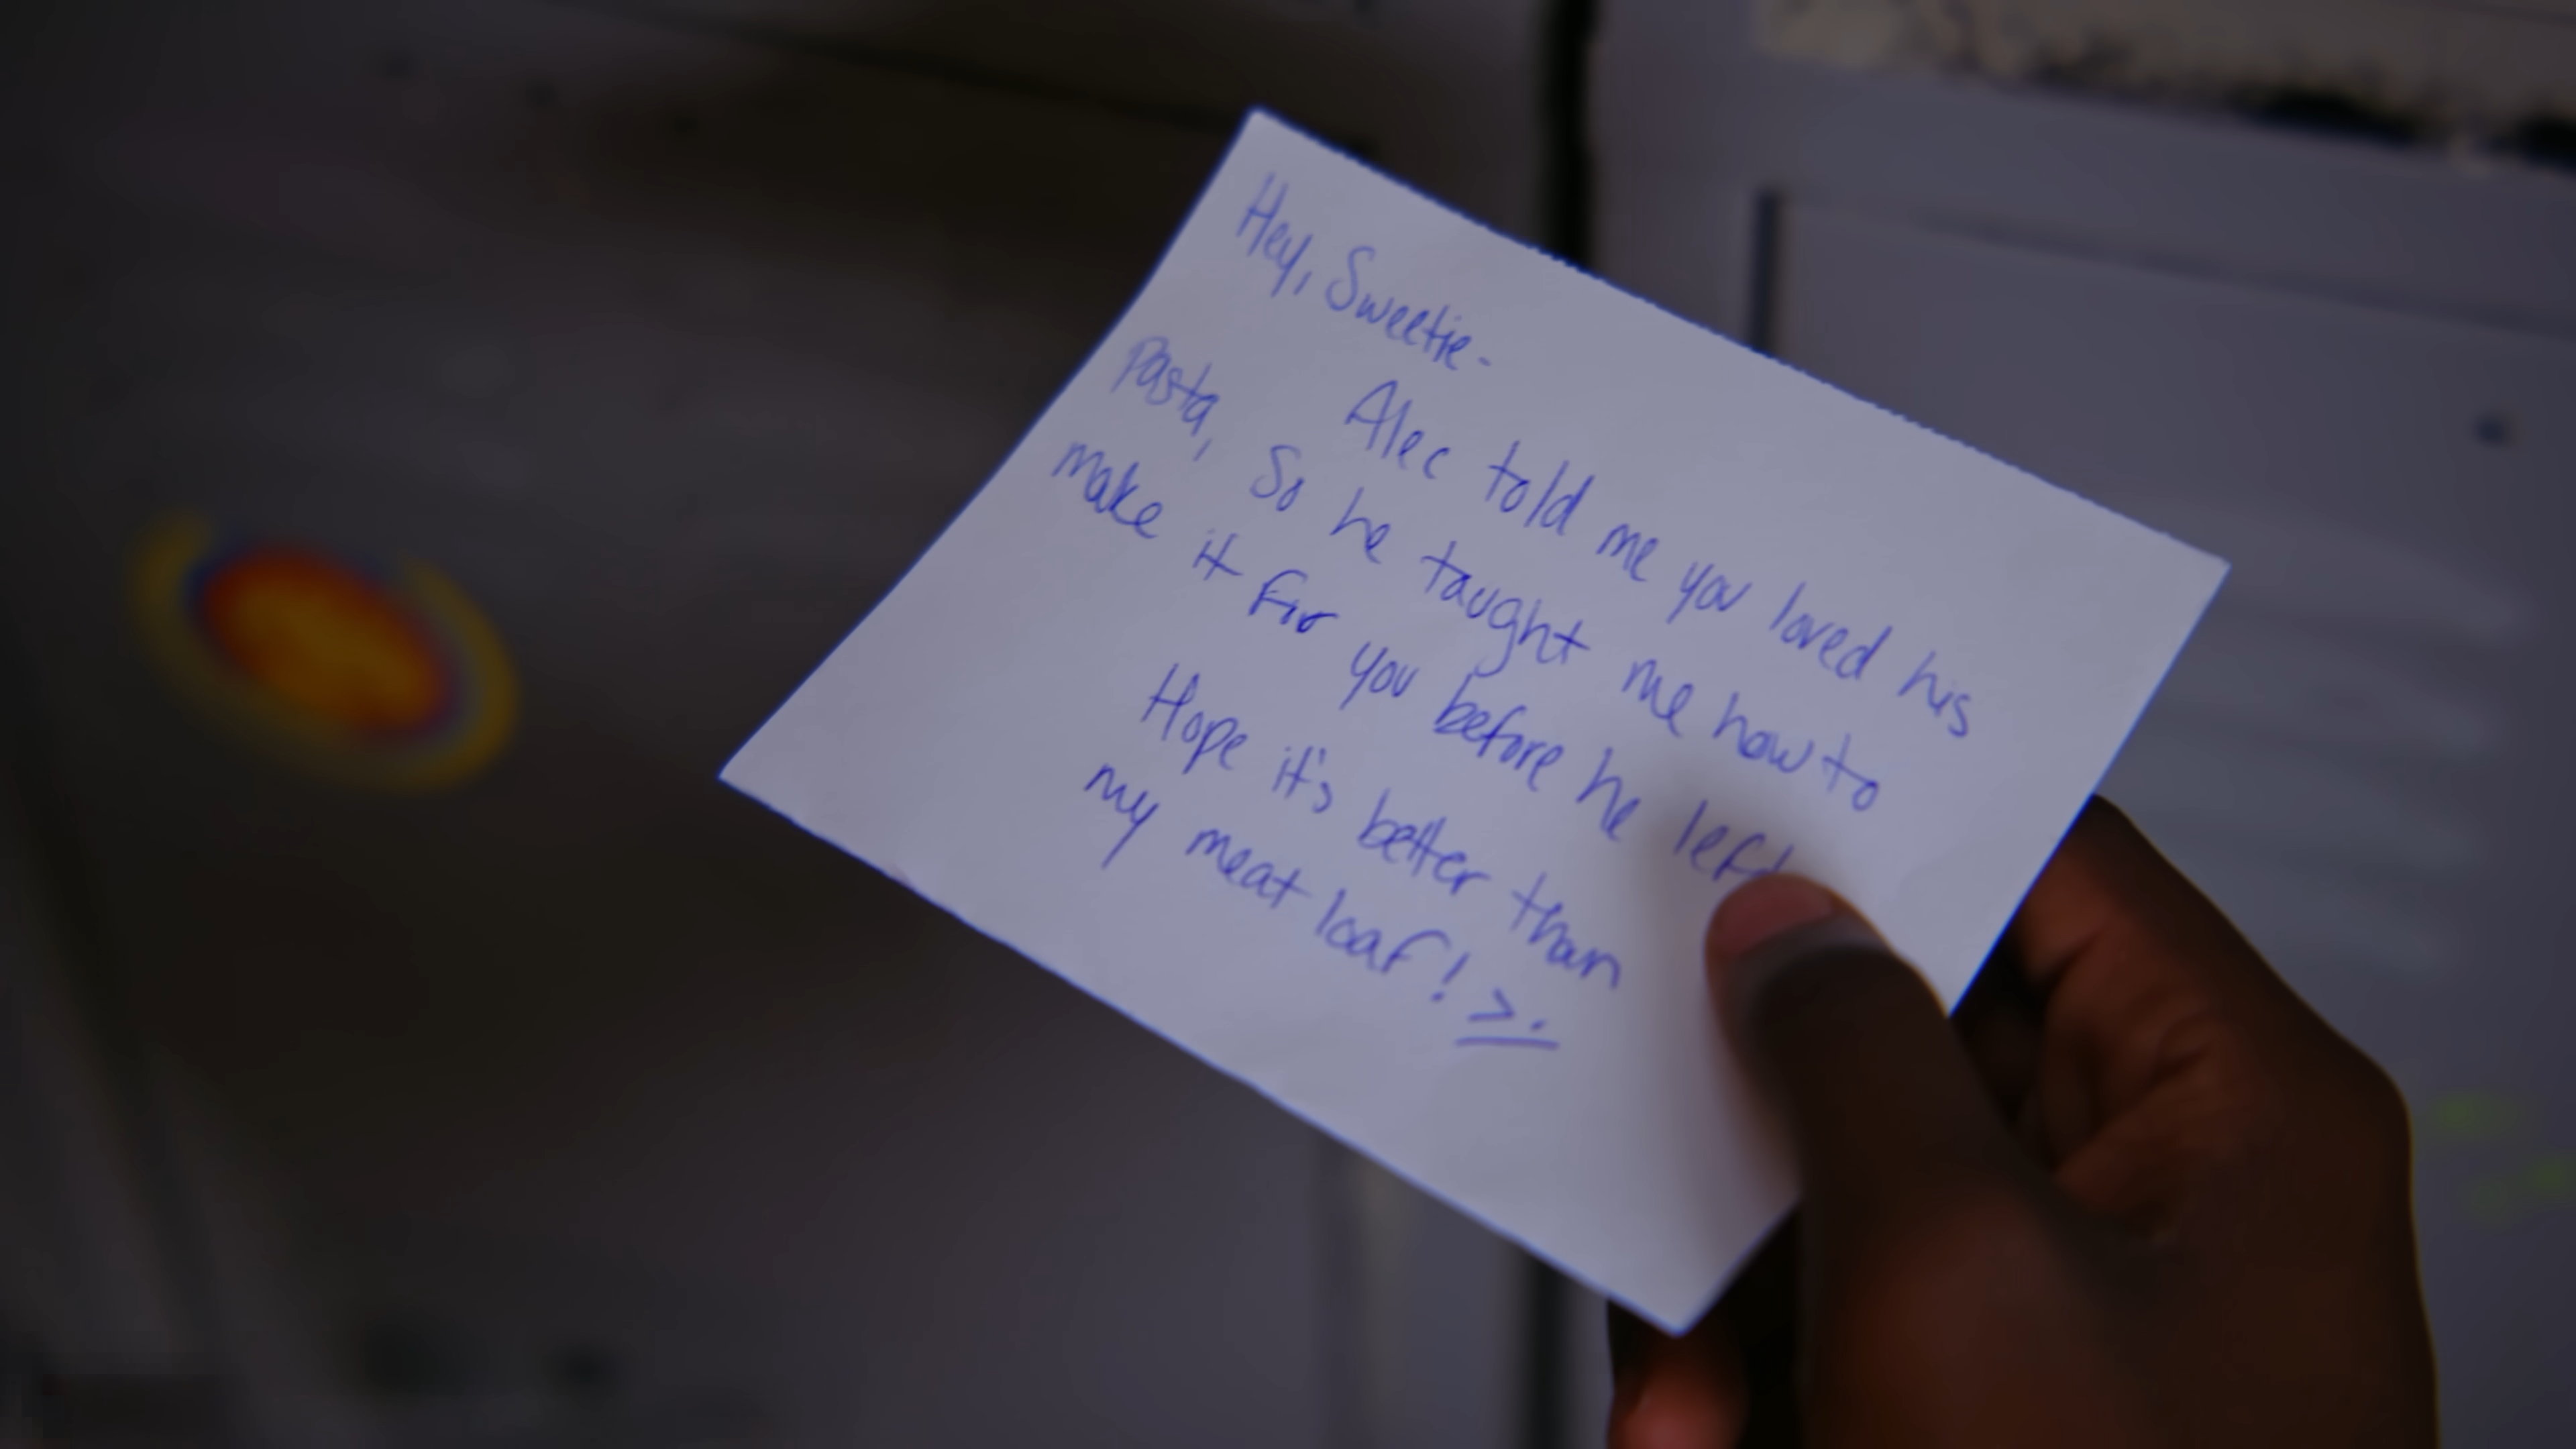 Hey, Sweetie-
Alec told me you loved his
pasta, so he taught me how to
make it for you before he left
Hope it's better than
my meat loaf!